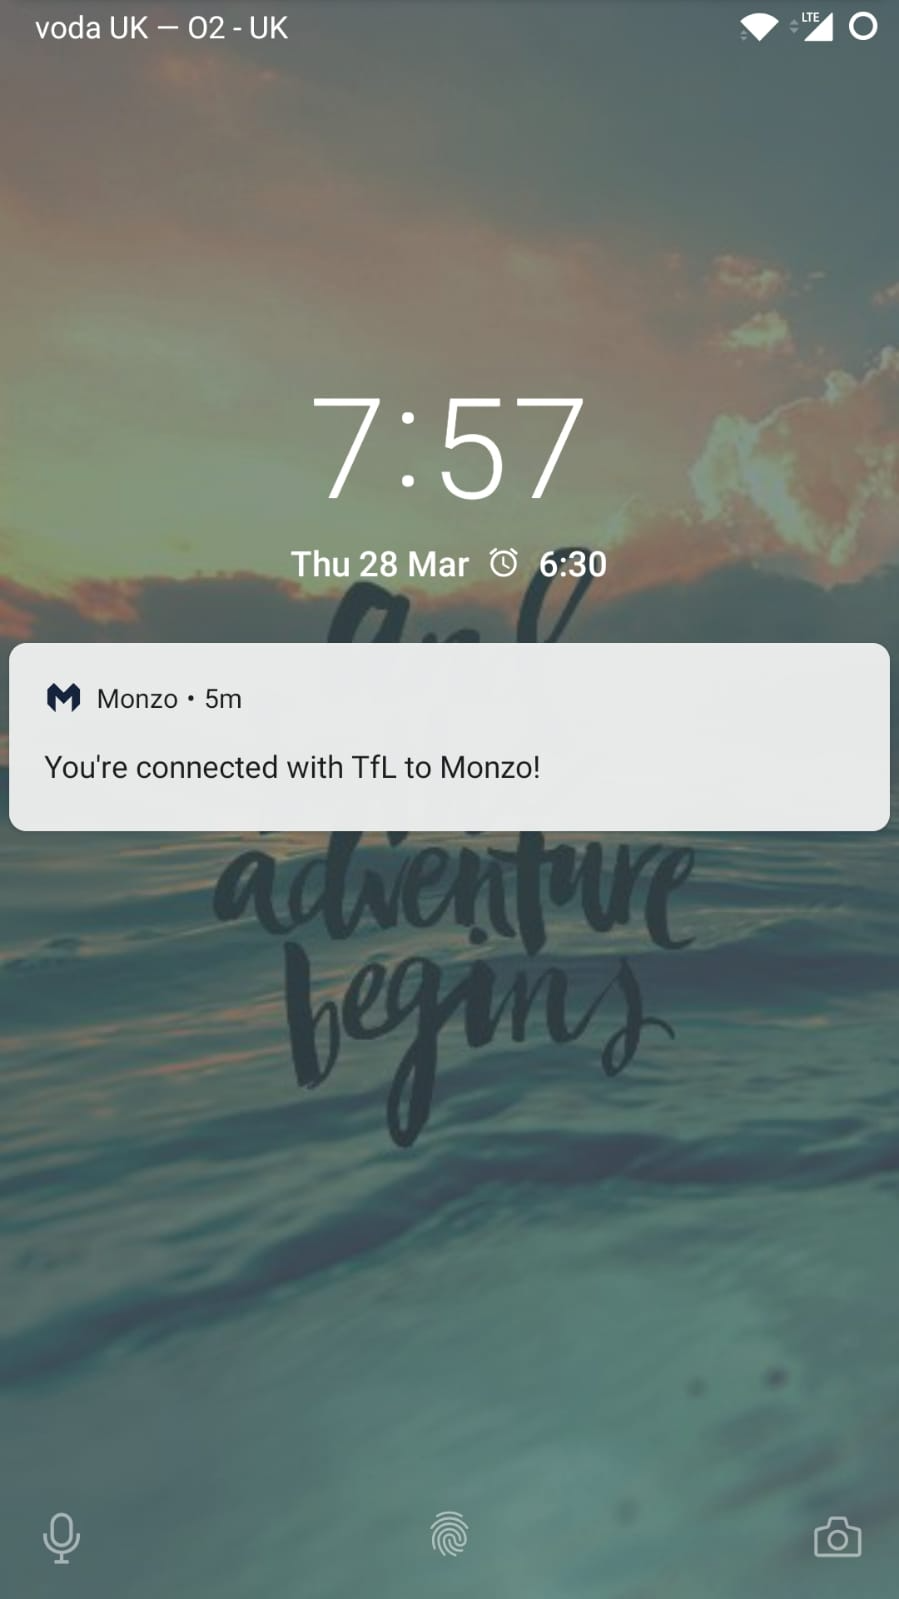 voda UK — O2 - UK
LTE
7:57
Thu 28 Mar 6:30
Monzo • 5m
You're connected with TfL to Monzo!
adventure
begins